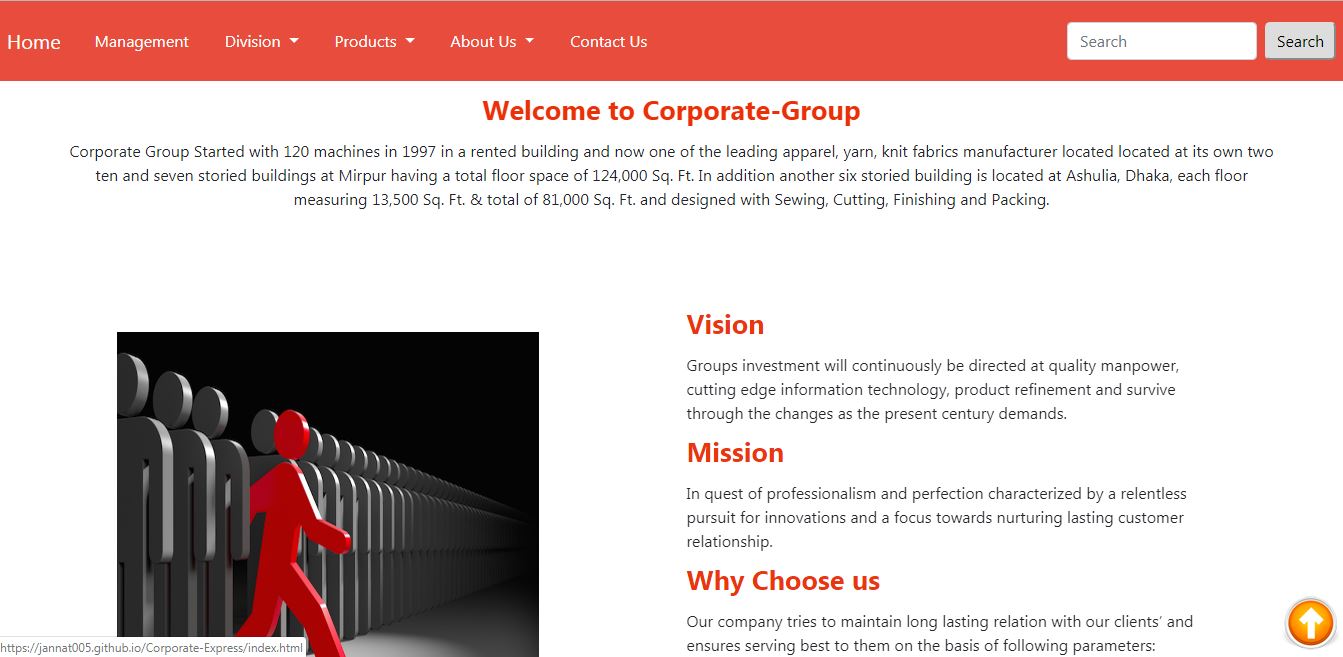 Home Management Division Products About Us Contact Us Search Search
Welcome to Corporate-Group
Corporate Group Started with 120 machines in 1997 in a rented building and now one of the leading apparel, yarn, knit fabrics manufacturer located located at its own two
ten and seven storied buildings at Mirpur having a total floor space of 124,000 Sq. Ft. In addition another six storied building is located at Ashulia, Dhaka, each floor
measuring 13,500 Sq. Ft. & total of 81,000 Sq. Ft. and designed with Sewing, Cutting, Finishing and Packing.
Vision
Groups investment will continuously be directed at quality manpower,
cutting edge information technology, product refinement and survive
through the changes as the present century demands.
Mission
In quest of professionalism and perfection characterized by a relentless
pursuit for innovations and a focus towards nurturing lasting customer
relationship.
Why Choose us
Our company tries to maintain long lasting relation with our clients’ and
ensures serving best to them on the basis of following parameters:
https://jannat005.github.io/Corporate-Express/index.html